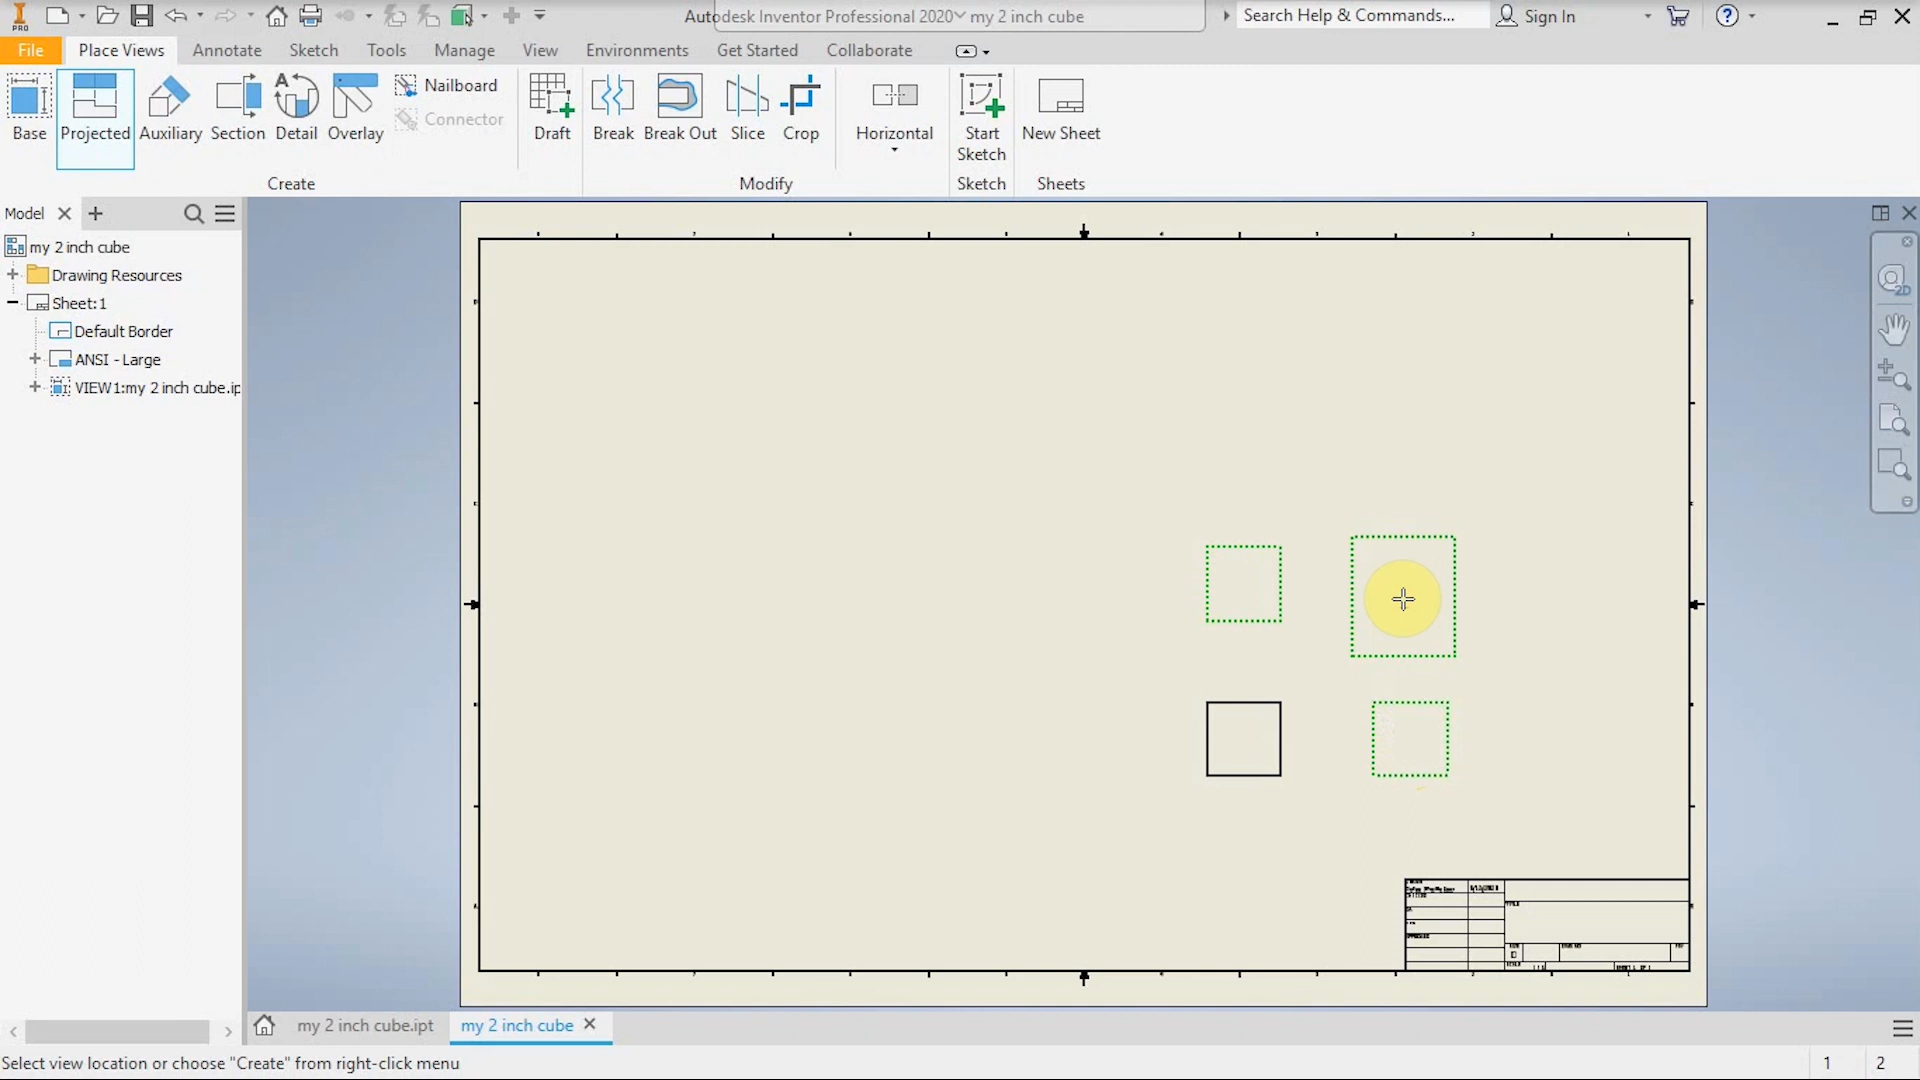 Autodesk Inventor Professional 2020 my 2 inch cube
Search Help & Commands...
Sign In
PRO
File
Place Views
Annotate
Sketch
Tools
Manage
View
Environments
Get Started
Collaborate
Base
Projected
Auxiliary
Section
Detail
Overlay
Nailboard
Connector
Draft
Break
Break Out
Slice
Crop
Horizontal
Start
Sketch
New Sheet
Create
Modify
Sketch
Sheets
Model
my 2 inch cube
Drawing Resources
Sheet:1
Default Border
ANSI - Large
VIEW1:my 2 inch cube.ip
2D
my 2 inch cube.ipt
my 2 inch cube
Select view location or choose "Create" from right-click menu
1
2